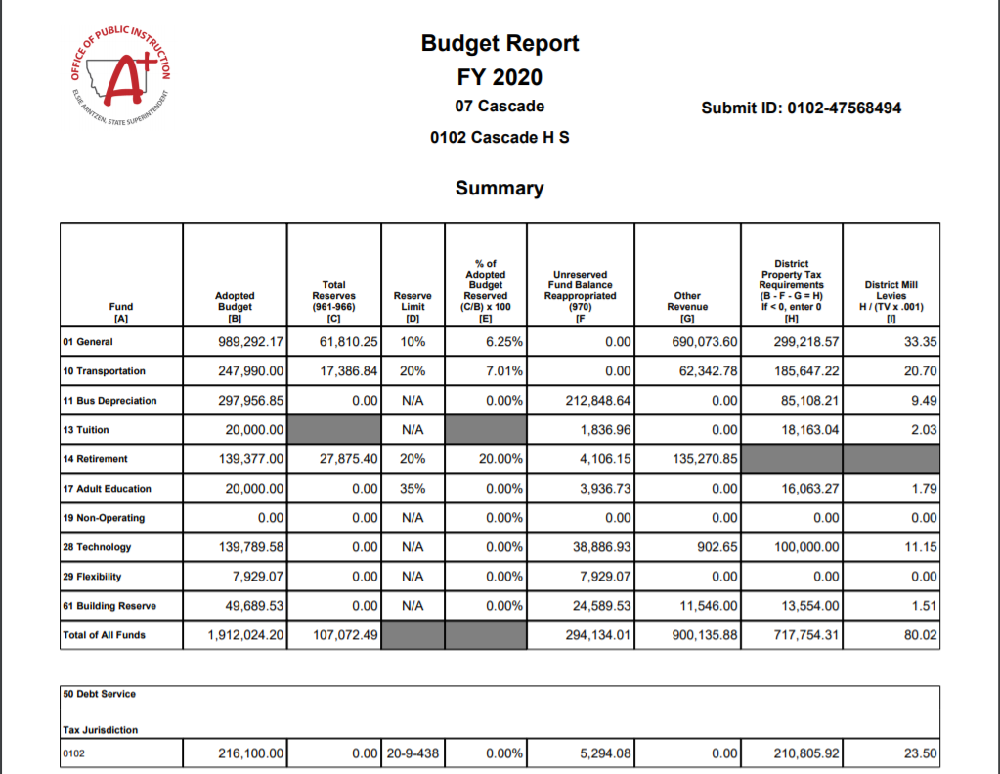 OFFICE OF PUBLIC INSTRUCTION
A+
ELSIE ARNTZEN, STATE SUPERINTENDENT
Budget Report
FY 2020
07 Cascade
Submit ID: 0102-47568494
0102 Cascade H S
Summary
Fund [A] Adopted Budget [B] Total Reserves (961-966) [C] Reserve Limit [D] % of Adopted Budget Reserved (C/B) x 100 [E] Unreserved Fund Balance Reappropriated (970) [F Other Revenue [G] District Property Tax Requirements (B - F - G = H) If < 0, enter 0 [H] District Mill Levies H / (TV x .001) [I]
01 General 989,292.17 61,810.25 10% 6.25% 0.00 690,073.60 299,218.57 33.35
10 Transportation 247,990.00 17,386.84 20% 7.01% 0.00 62,342.78 185,647.22 20.70
11 Bus Depreciation 297,956.85 0.00 N/A 0.00% 212,848.64 0.00 85,108.21 9.49
13 Tuition 20,000.00 N/A 1,836.96 0.00 18,163.04 2.03
14 Retirement 139,377.00 27,875.40 20% 20.00% 4,106.15 135,270.85
17 Adult Education 20,000.00 0.00 35% 0.00% 3,936.73 0.00 16,063.27 1.79
19 Non-Operating 0.00 0.00 N/A 0.00% 0.00 0.00 0.00 0.00
28 Technology 139,789.58 0.00 N/A 0.00% 38,886.93 902.65 100,000.00 11.15
29 Flexibility 7,929.07 0.00 N/A 0.00% 7,929.07 0.00 0.00 0.00
61 Building Reserve 49,689.53 0.00 N/A 0.00% 24,589.53 11,546.00 13,554.00 1.51
Total of All Funds 1,912,024.20 107,072.49 294,134.01 900,135.88 717,754.31 80.02
50 Debt Service
Tax Jurisdiction
0102 216,100.00 0.00 20-9-438 0.00% 5,294.08 0.00 210,805.92 23.50